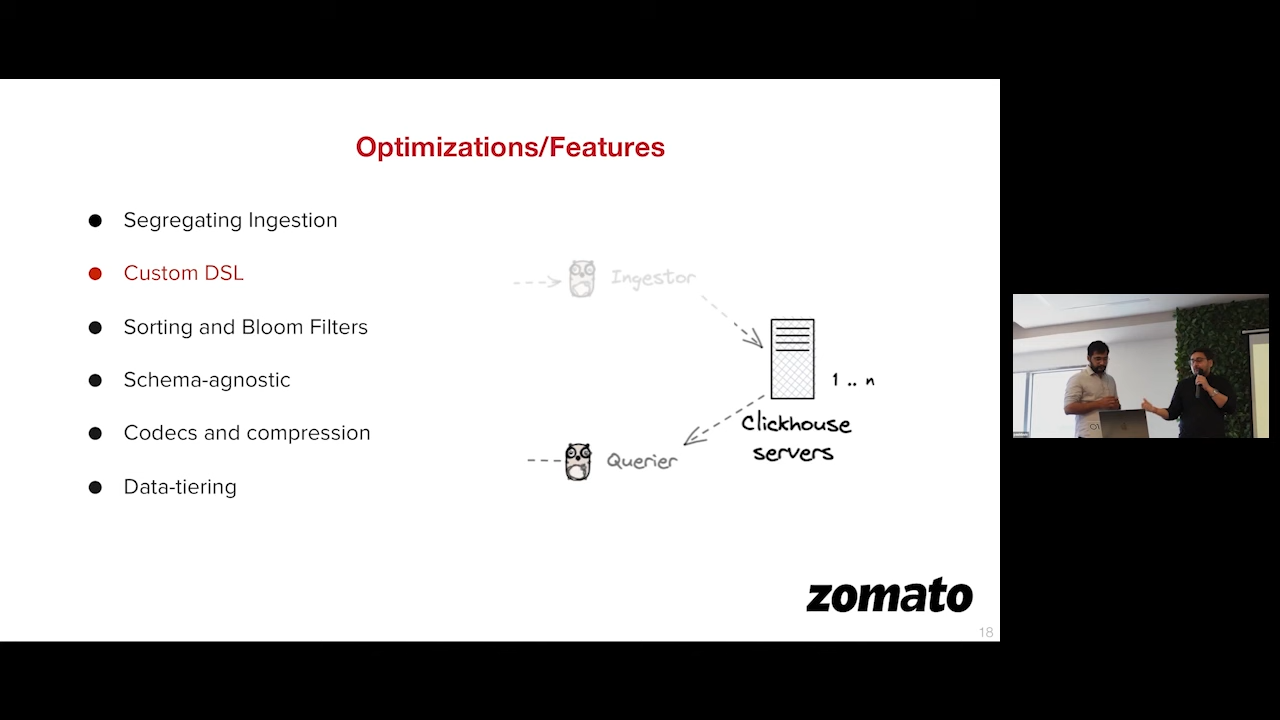 Optimizations/Features
Segregating Ingestion
Custom DSL
Sorting and Bloom Filters
Schema-agnostic
Codecs and compression
Data-tiering
Ingestor
1 .. n
Clickhouse
servers
Querier
zomato
18